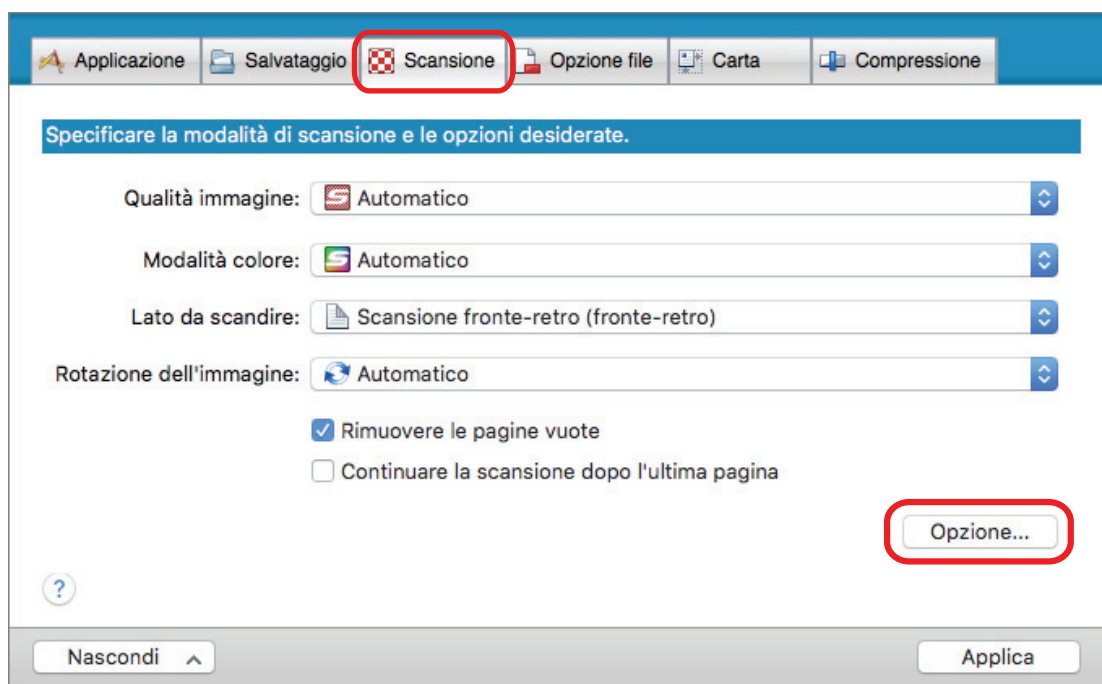 Applicazione Salvataggio Scansione Opzione file Carta Compressione
Specificare la modalità di scansione e le opzioni desiderate.
Qualità immagine: Automatico
Modalità colore: Automatico
Lato da scandire: Scansione fronte-retro (fronte-retro)
Rotazione dell'immagine: Automatico
Rimuovere le pagine vuote
Continuare la scansione dopo l'ultima pagina
Opzione...
?
Nascondi Applica